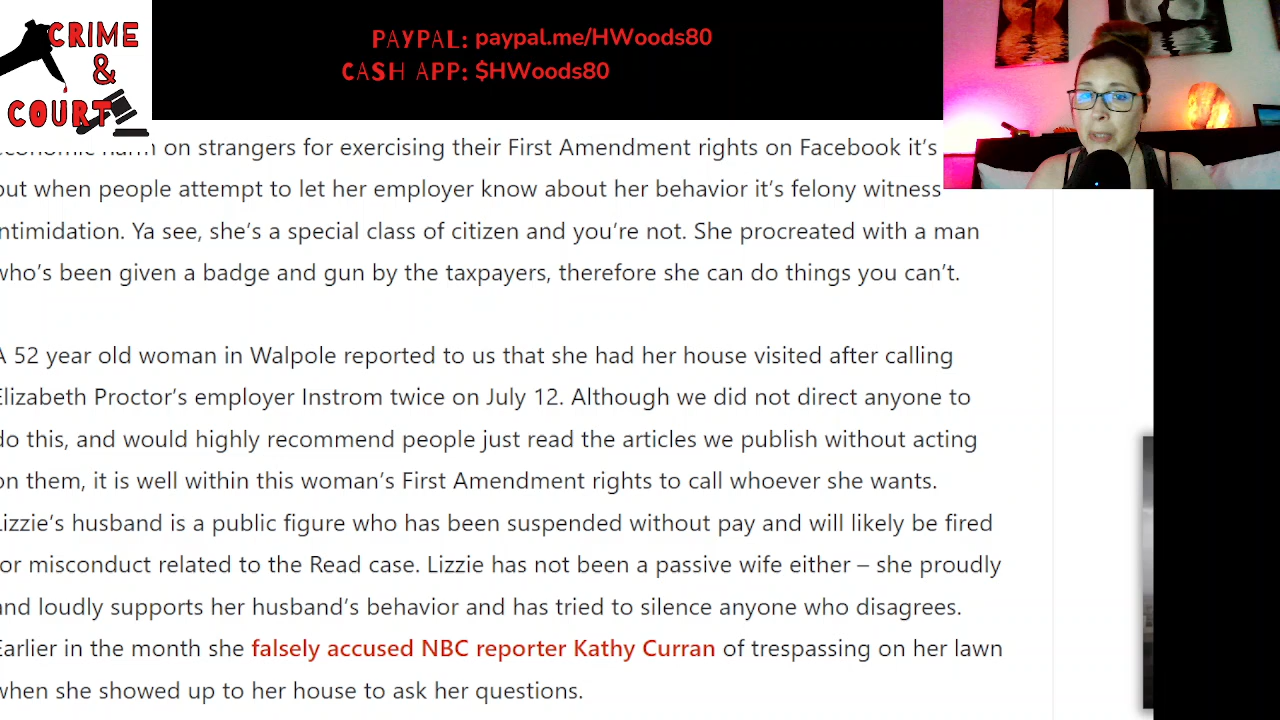 CRIME
&
COURT
PAYPAL: paypal.me/HWoods80
CASH APP: $HWoods80
on strangers for exercising their First Amendment rights on Facebook it's
but when people attempt to let her employer know about her behavior it's felony witness
intimidation. Ya see, she's a special class of citizen and you're not. She procreated with a man
who's been given a badge and gun by the taxpayers, therefore she can do things you can't.
A 52 year old woman in Walpole reported to us that she had her house visited after calling
Elizabeth Proctor's employer Instrom twice on July 12. Although we did not direct anyone to
do this, and would highly recommend people just read the articles we publish without acting
on them, it is well within this woman's First Amendment rights to call whoever she wants.
Lizzie's husband is a public figure who has been suspended without pay and will likely be fired
for misconduct related to the Read case. Lizzie has not been a passive wife either – she proudly
and loudly supports her husband's behavior and has tried to silence anyone who disagrees.
Earlier in the month she falsely accused NBC reporter Kathy Curran of trespassing on her lawn
when she showed up to her house to ask her questions.